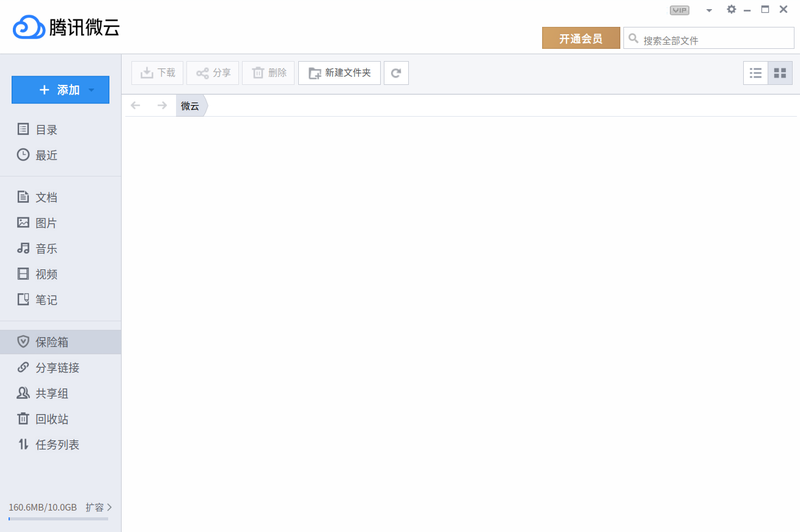 VIP
腾讯微云
开通会员
搜索全部文件
添加
下载
分享
删除
新建文件夹
微云
目录
最近
文档
图片
音乐
视频
笔记
保险箱
分享链接
共享组
回收站
任务列表
160.6MB/10.0GB 扩容